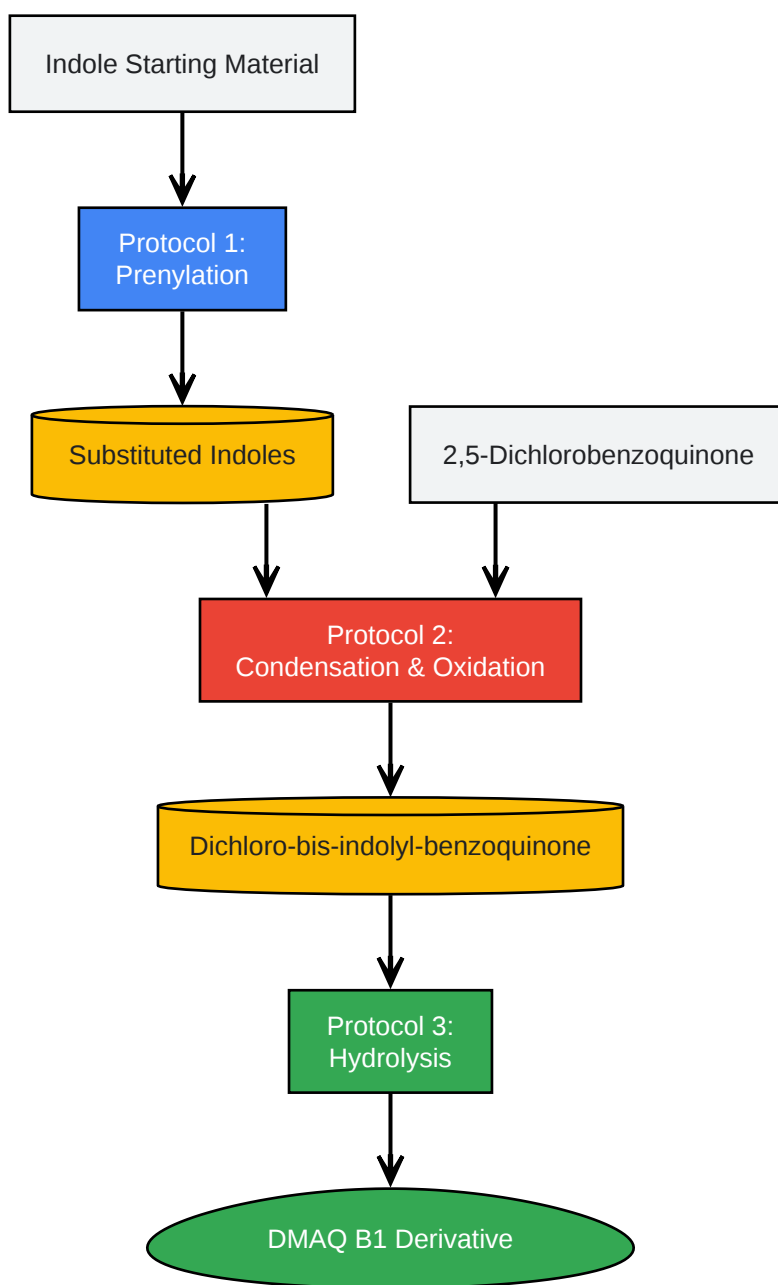 Indole Starting Material
Protocol 1:
Prenylation
Substituted Indoles
2,5-Dichlorobenzoquinone
Protocol 2:
Condensation & Oxidation
Dichloro-bis-indolyl-benzoquinone
Protocol 3:
Hydrolysis
DMAQ B1 Derivative